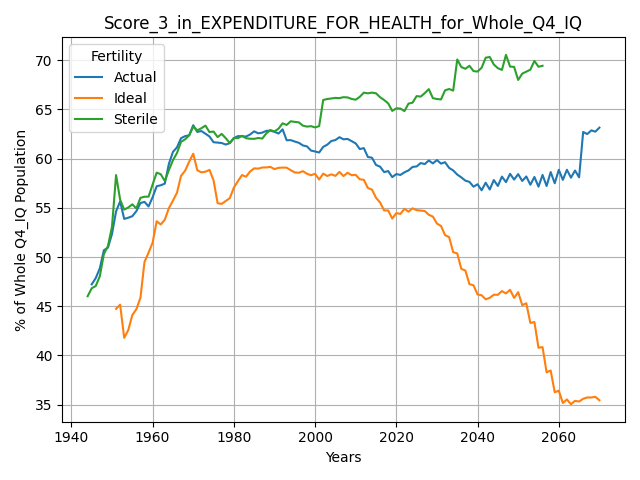 Score_3_in_EXPENDITURE_FOR_HEALTH_for_Whole_Q4_IQ
Fertility
Actual
Ideal
Sterile
% of Whole Q4_IQ Population
70
65
60
55
50
45
40
35
1940
1960
1980
2000
2020
2040
2060
Years